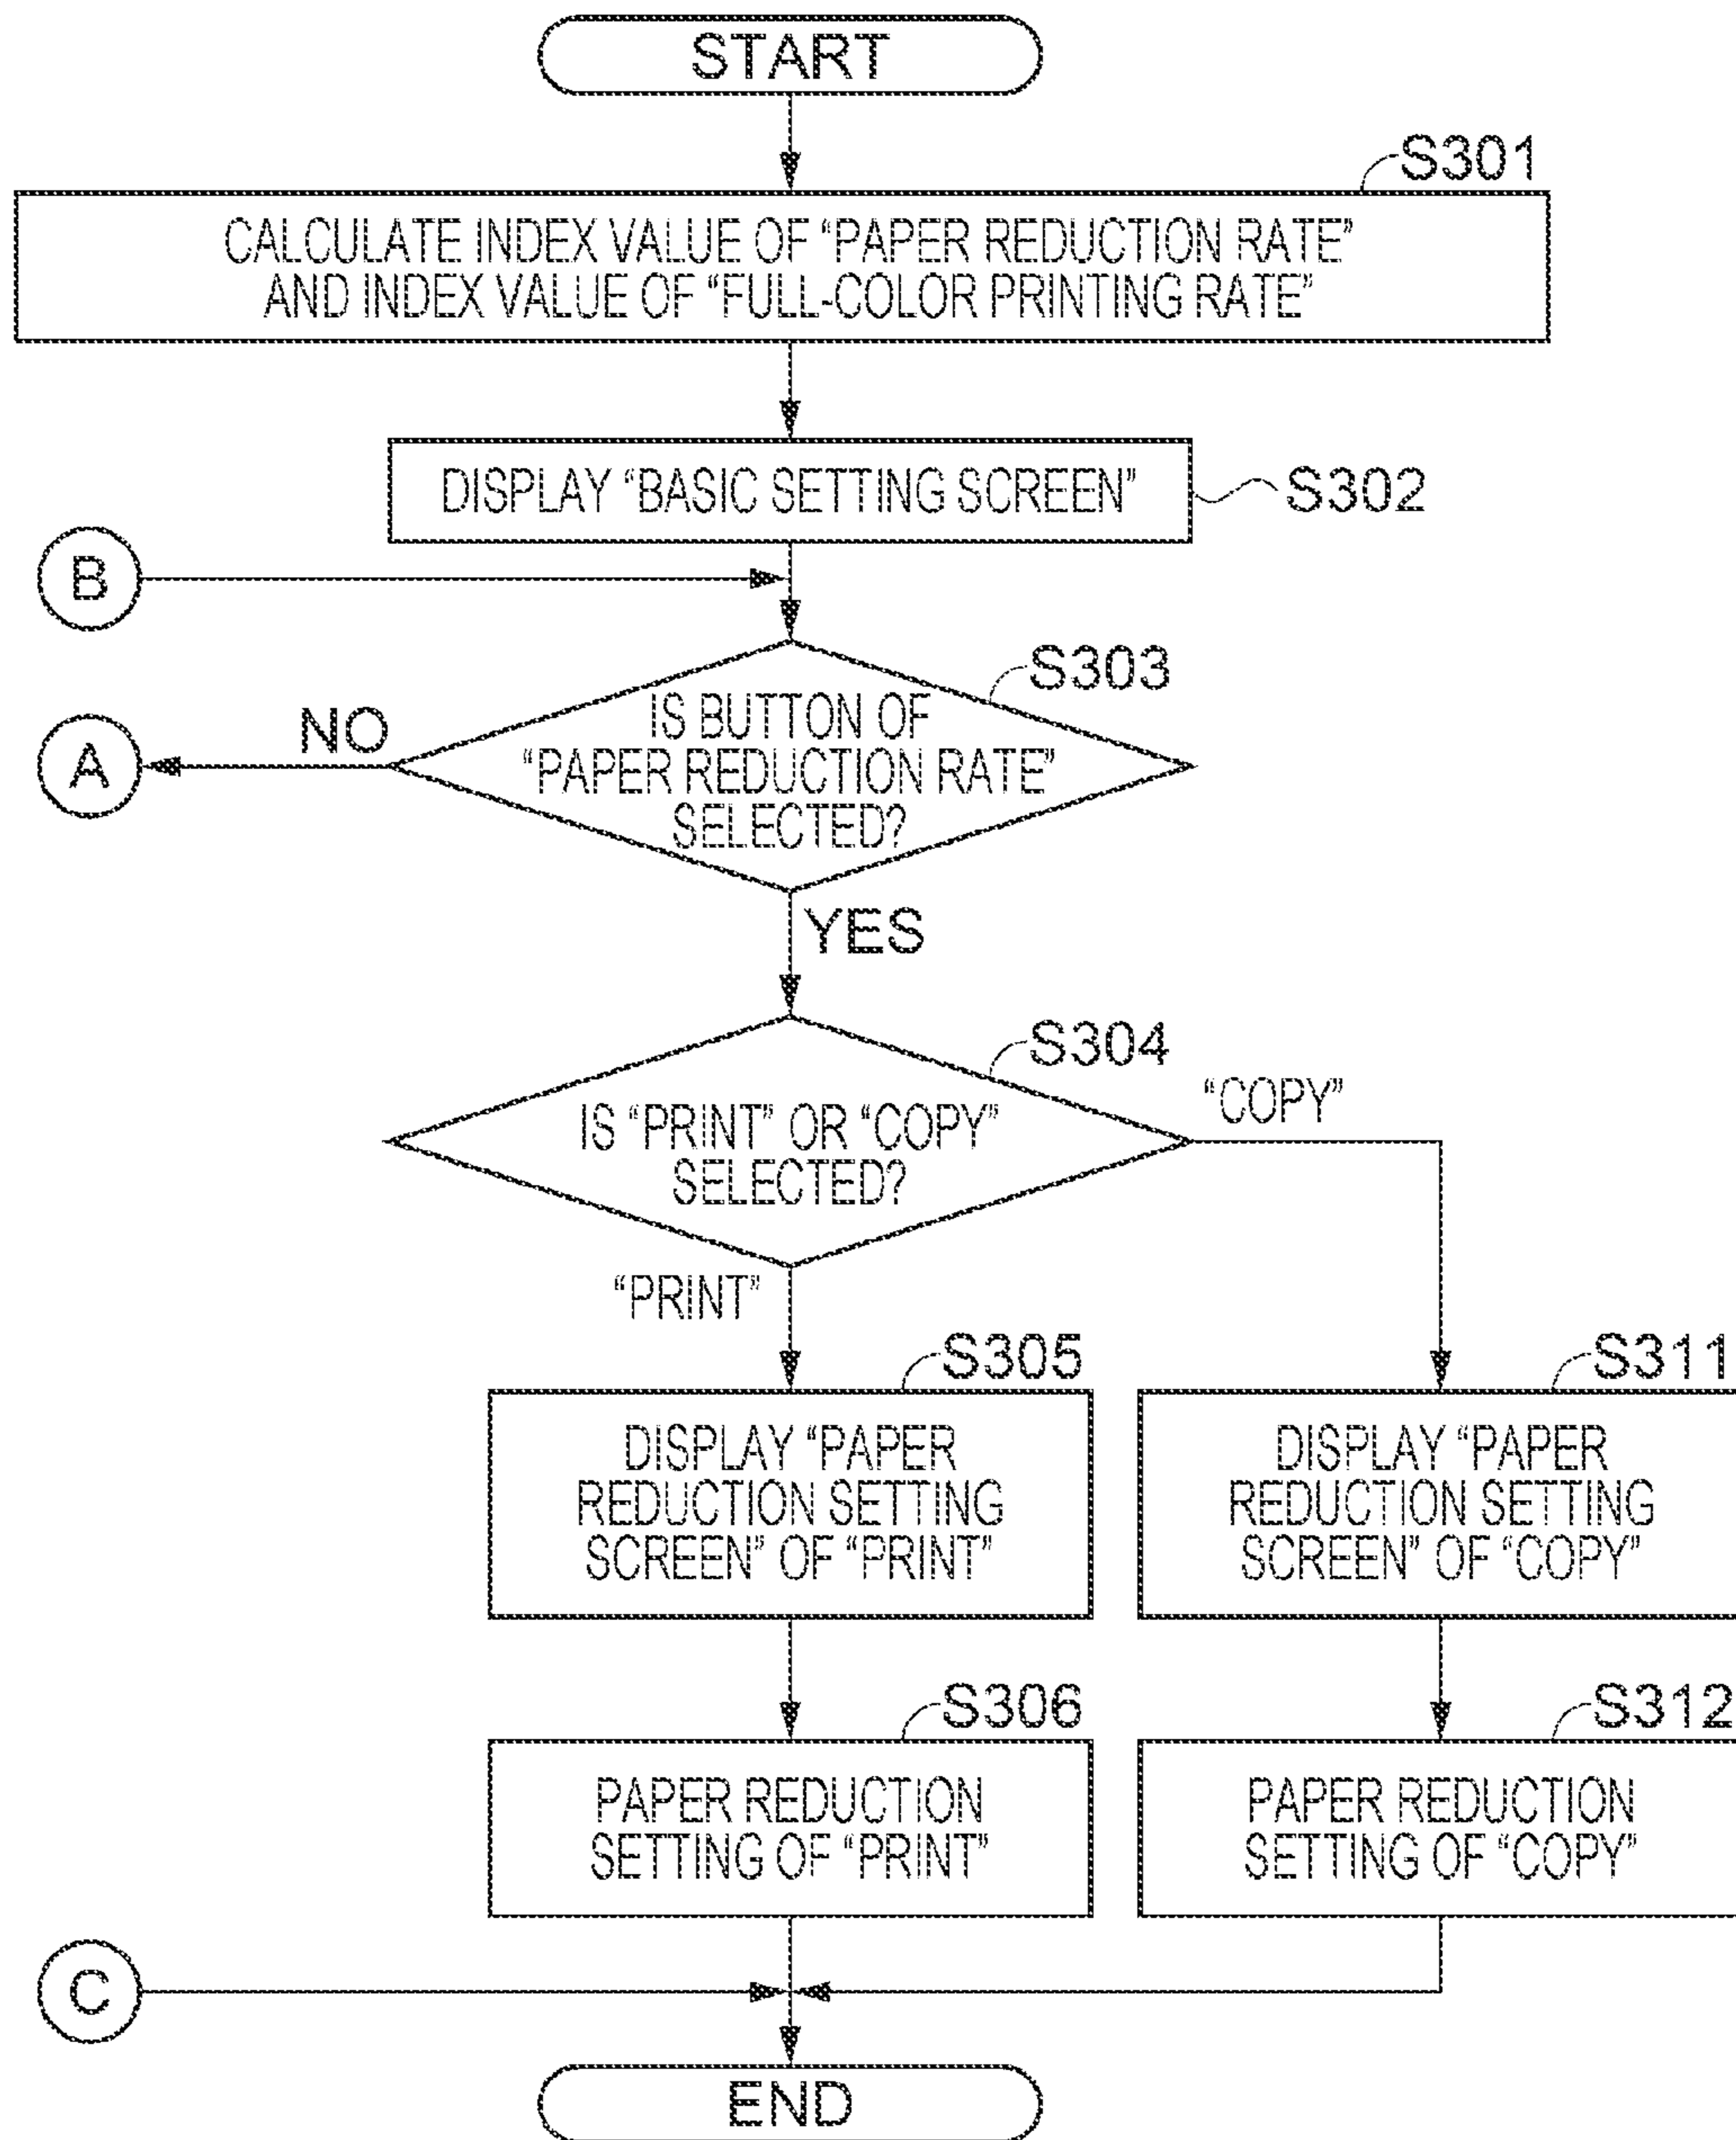 START
S301
CALCULATE INDEX VALUE OF “PAPER REDUCTION RATE”
AND INDEX VALUE OF “FULL-COLOR PRINTING RATE”
DISPLAY “BASIC SETTING SCREEN”
S302
B
S303
IS BUTTON OF
“PAPER REDUCTION RATE”
SELECTED?
NO
A
YES
S304
IS “PRINT” OR “COPY”
SELECTED?
“COPY”
“PRINT”
S305
DISPLAY “PAPER
REDUCTION SETTING
SCREEN” OF “PRINT”
S311
DISPLAY “PAPER
REDUCTION SETTING
SCREEN” OF “COPY”
S306
PAPER REDUCTION
SETTING OF “PRINT”
S312
PAPER REDUCTION
SETTING OF “COPY”
C
END